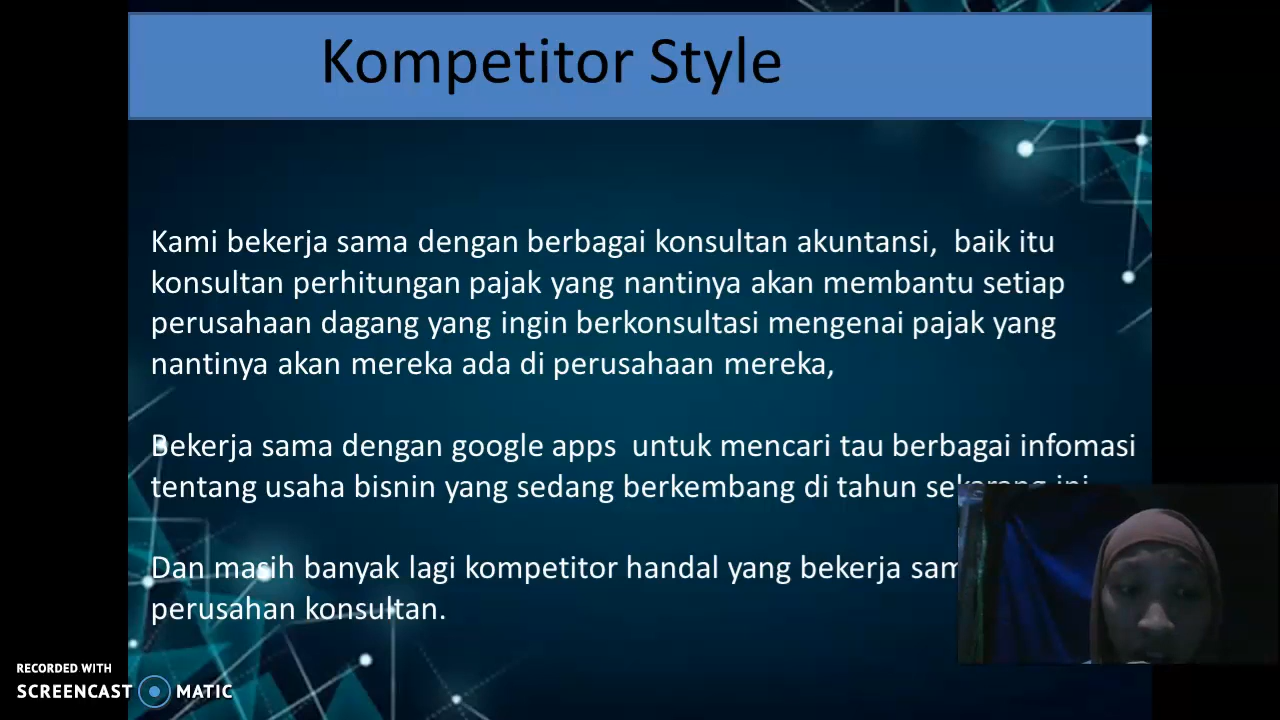 Kompetitor Style
Kami bekerja sama dengan berbagai konsultan akuntansi,  baik itu
konsultan perhitungan pajak yang nantinya akan membantu setiap
perusahaan dagang yang ingin berkonsultasi mengenai pajak yang
nantinya akan mereka ada di perusahaan mereka,
Bekerja sama dengan google apps  untuk mencari tau berbagai infomasi
tentang usaha bisnin yang sedang berkembang di tahun sekarang ini
Dan masih banyak lagi kompetitor handal yang bekerja
perusahan konsultan.
RECORDED WITH
SCREENCAST MATIC